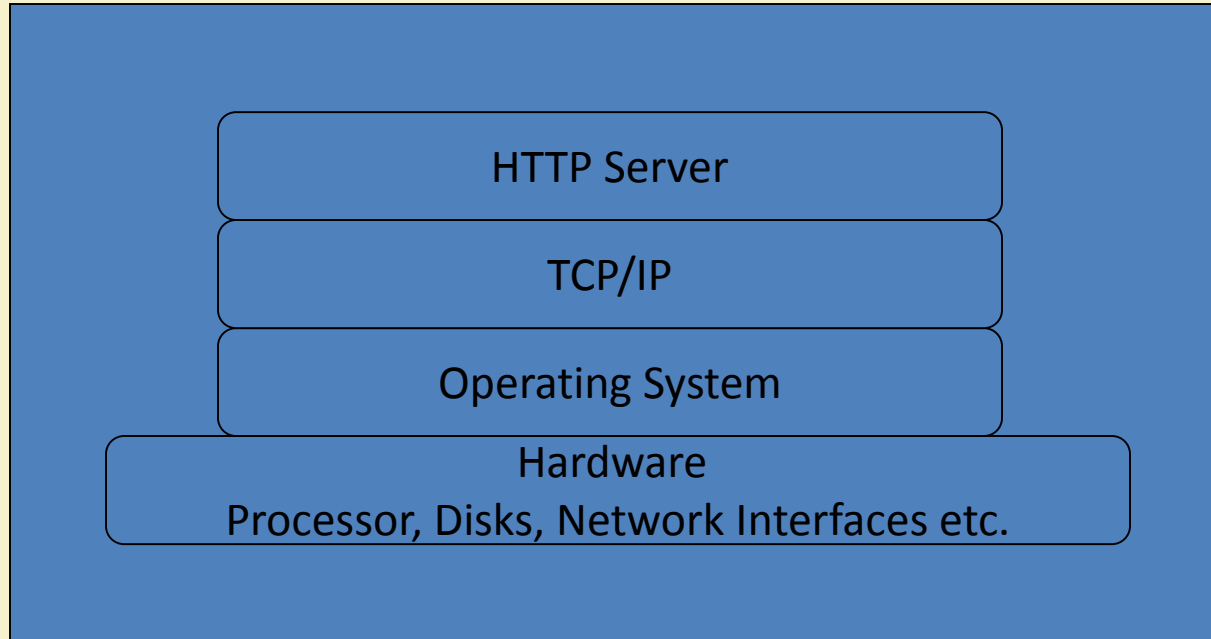 HTTP Server
TCP/IP
Operating System
Hardware
Processor, Disks, Network Interfaces etc.